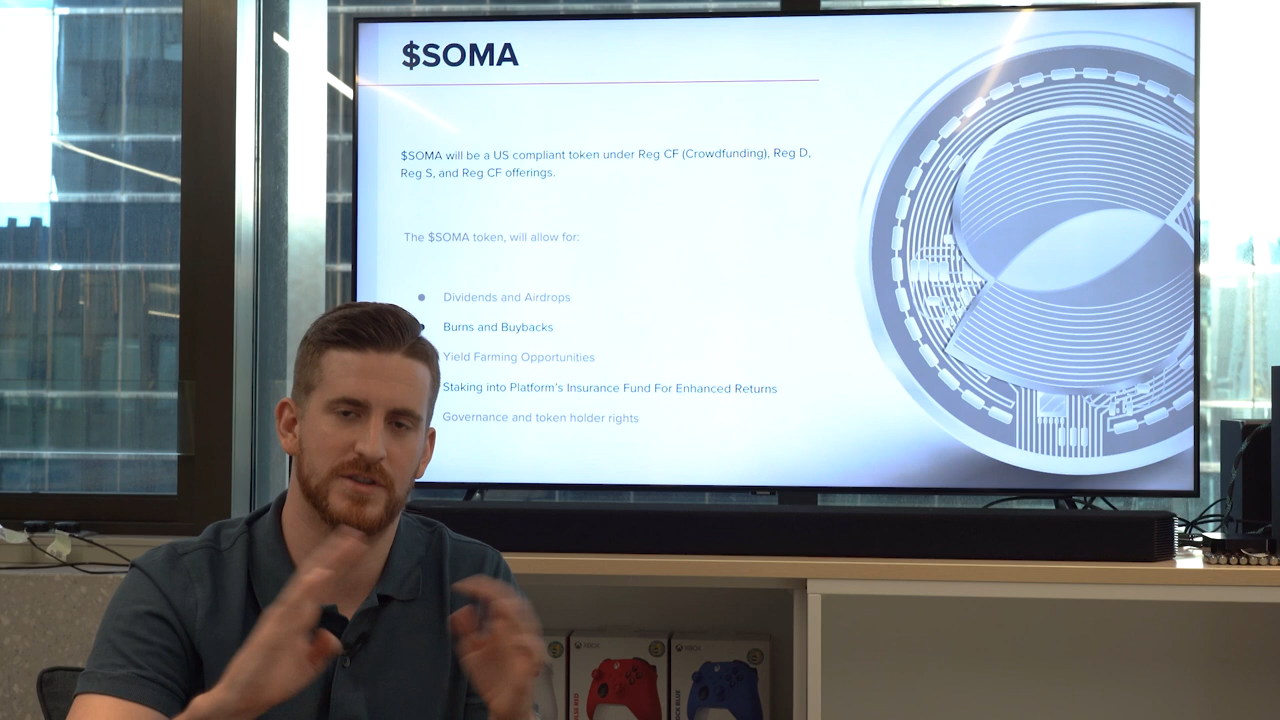 $SOMA
$SOMA will be a US compliant token under Reg CF (Crowdfunding), Reg D,
Reg S, and Reg CF offerings.
The $SOMA token, will allow for:
Dividends and Airdrops
Burns and Buybacks
Yield Farming Opportunities
Staking into Platform's Insurance Fund For Enhanced Returns
Governance and token holder rights
XBOX
XBOX